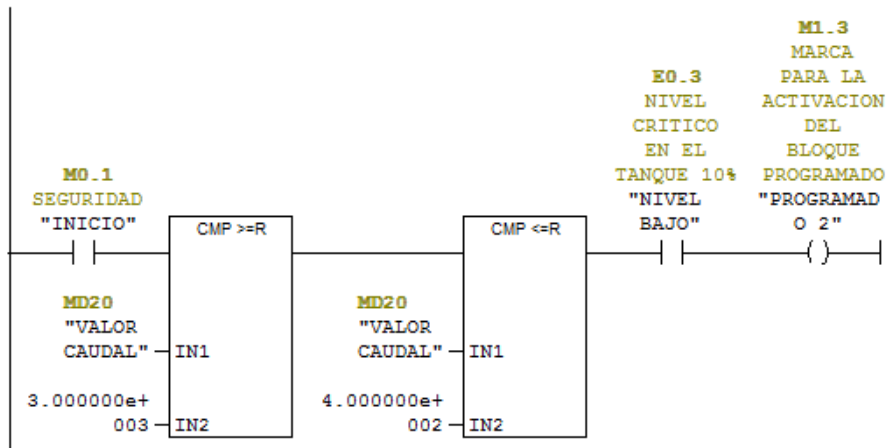 M1.3
MARCA
E0.3 PARA LA
NIVEL ACTIVACION
CRITICO DEL
EN EL BLOQUE
M0.1 TANQUE 10% PROGRAMADO
SEGURIDAD "NIVEL "PROGRAMAD
"INICIO" CMP >=R CMP <=R BAJO" O 2"
MD20 MD20
"VALOR "VALOR
CAUDAL" IN1 CAUDAL" IN1
3.000000e+ 4.000000e+
003 IN2 002 IN2